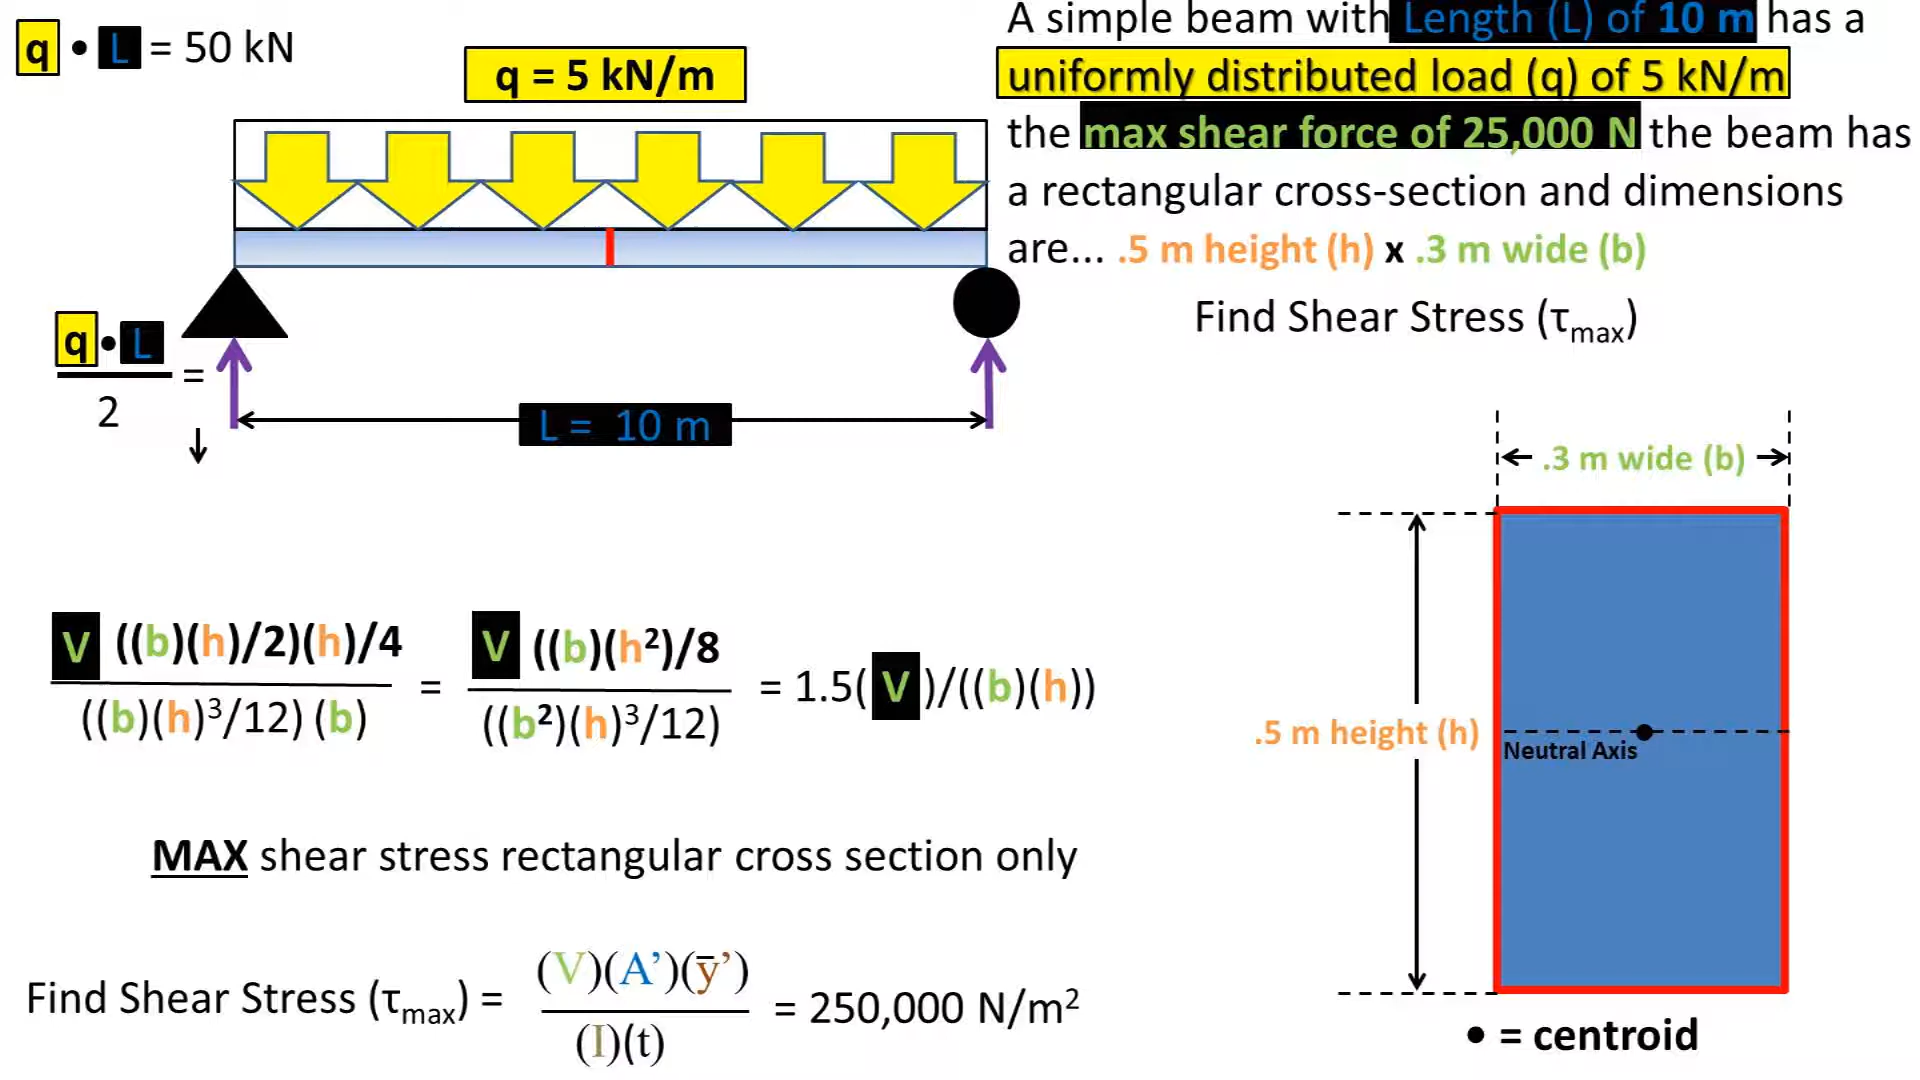 q • L = 50 kN
q = 5 kN/m
A simple beam with Length (L) of 10 m has a
uniformly distributed load (q) of 5 kN/m
the max shear force of 25,000 N the beam has
a rectangular cross-section and dimensions
are... .5 m height (h) x .3 m wide (b)
Find Shear Stress (τmax)
q•L
2
=
L = 10 m
.3 m wide (b)
V ((b)(h)/2)(h)/4
((b)(h)³/12) (b)
=
V ((b)(h²)/8
((b²)(h)³/12)
= 1.5(V)/((b)(h))
.5 m height (h)
Neutral Axis
MAX shear stress rectangular cross section only
Find Shear Stress (τmax) =
(V)(A’)(y̅’)
(I)(t)
= 250,000 N/m²
• = centroid